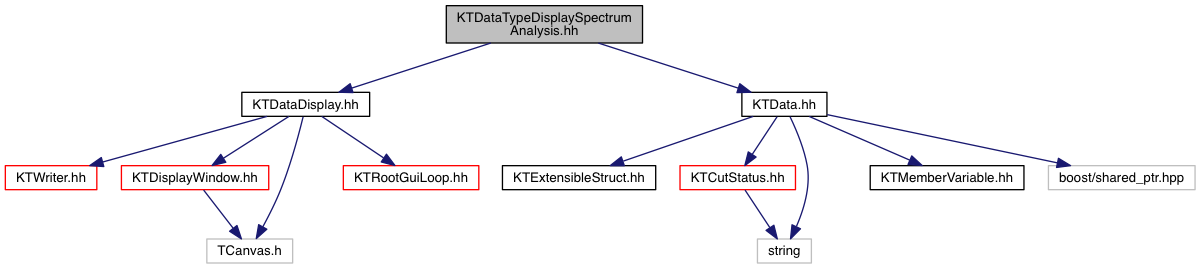 KTDataTypeDisplaySpectrum
Analysis.hh
KTDataDisplay.hh
KTData.hh
KTWriter.hh
KTDisplayWindow.hh
KTRootGuiLoop.hh
KTExtensibleStruct.hh
KTCutStatus.hh
KTMemberVariable.hh
boost/shared_ptr.hpp
TCanvas.h
string